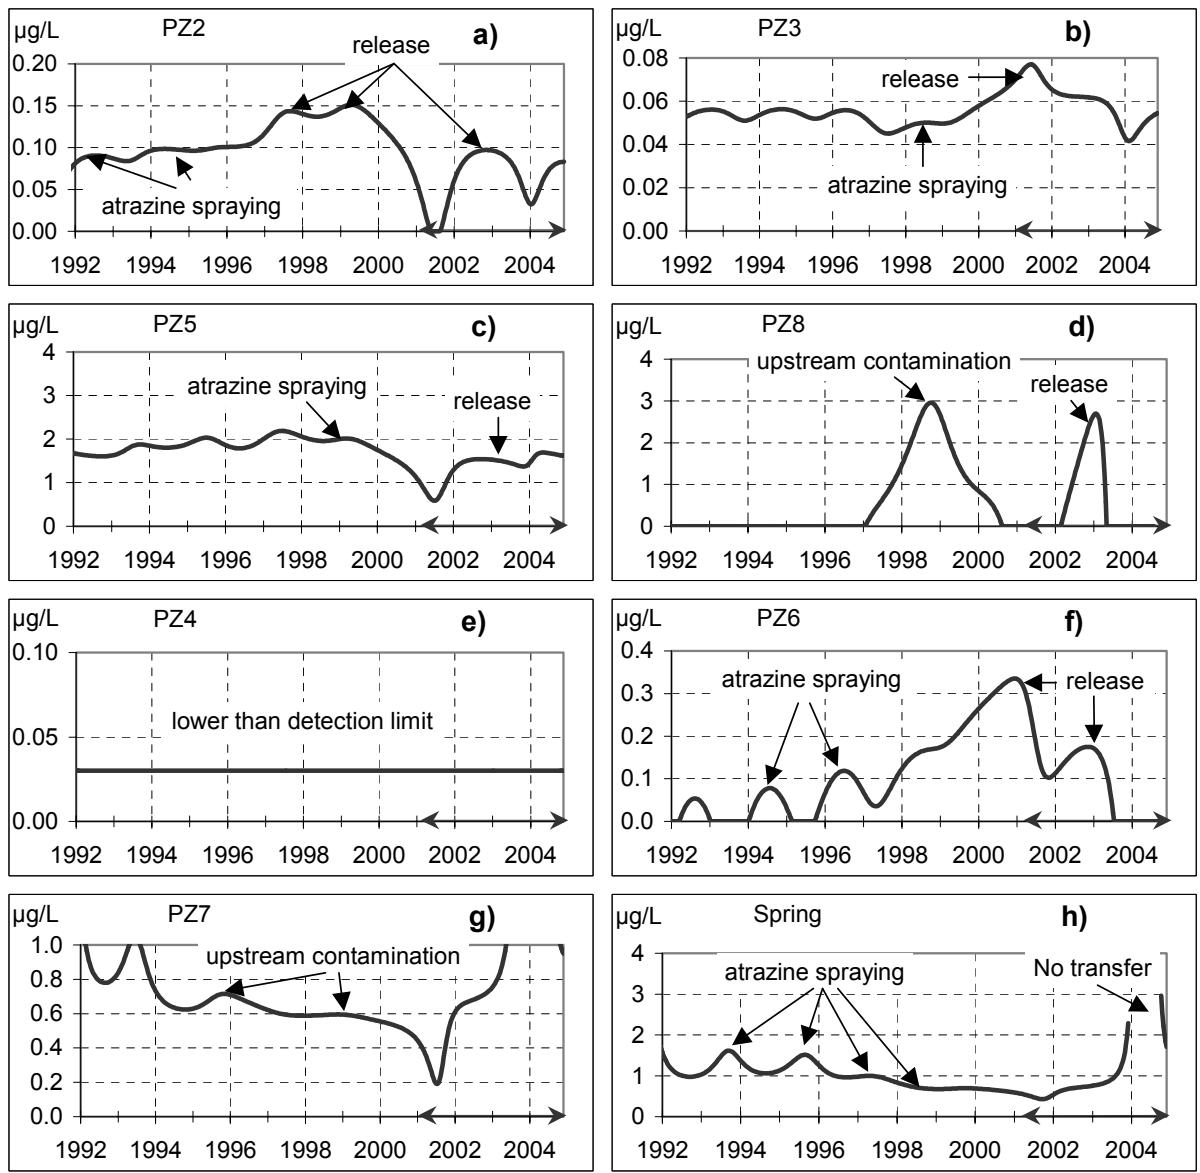 µg/L PZ2 a)
release
0.20
0.15
0.10
0.05
0.00
atrazine spraying
1992 1994 1996 1998 2000 2002 2004
µg/L PZ3 b)
release
0.08
0.06
0.04
0.02
0.00
atrazine spraying
1992 1994 1996 1998 2000 2002 2004
µg/L PZ5 c)
atrazine spraying
release
4
3
2
1
0
1992 1994 1996 1998 2000 2002 2004
µg/L PZ8 d)
upstream contamination
release
4
3
2
1
0
1992 1994 1996 1998 2000 2002 2004
µg/L PZ4 e)
0.10
lower than detection limit
0.05
0.00
1992 1994 1996 1998 2000 2002 2004
µg/L PZ6 f)
atrazine spraying
release
0.4
0.3
0.2
0.1
0.0
1992 1994 1996 1998 2000 2002 2004
µg/L PZ7 g)
upstream contamination
1.0
0.8
0.6
0.4
0.2
0.0
1992 1994 1996 1998 2000 2002 2004
µg/L Spring h)
atrazine spraying
No transfer
4
3
2
1
0
1992 1994 1996 1998 2000 2002 2004